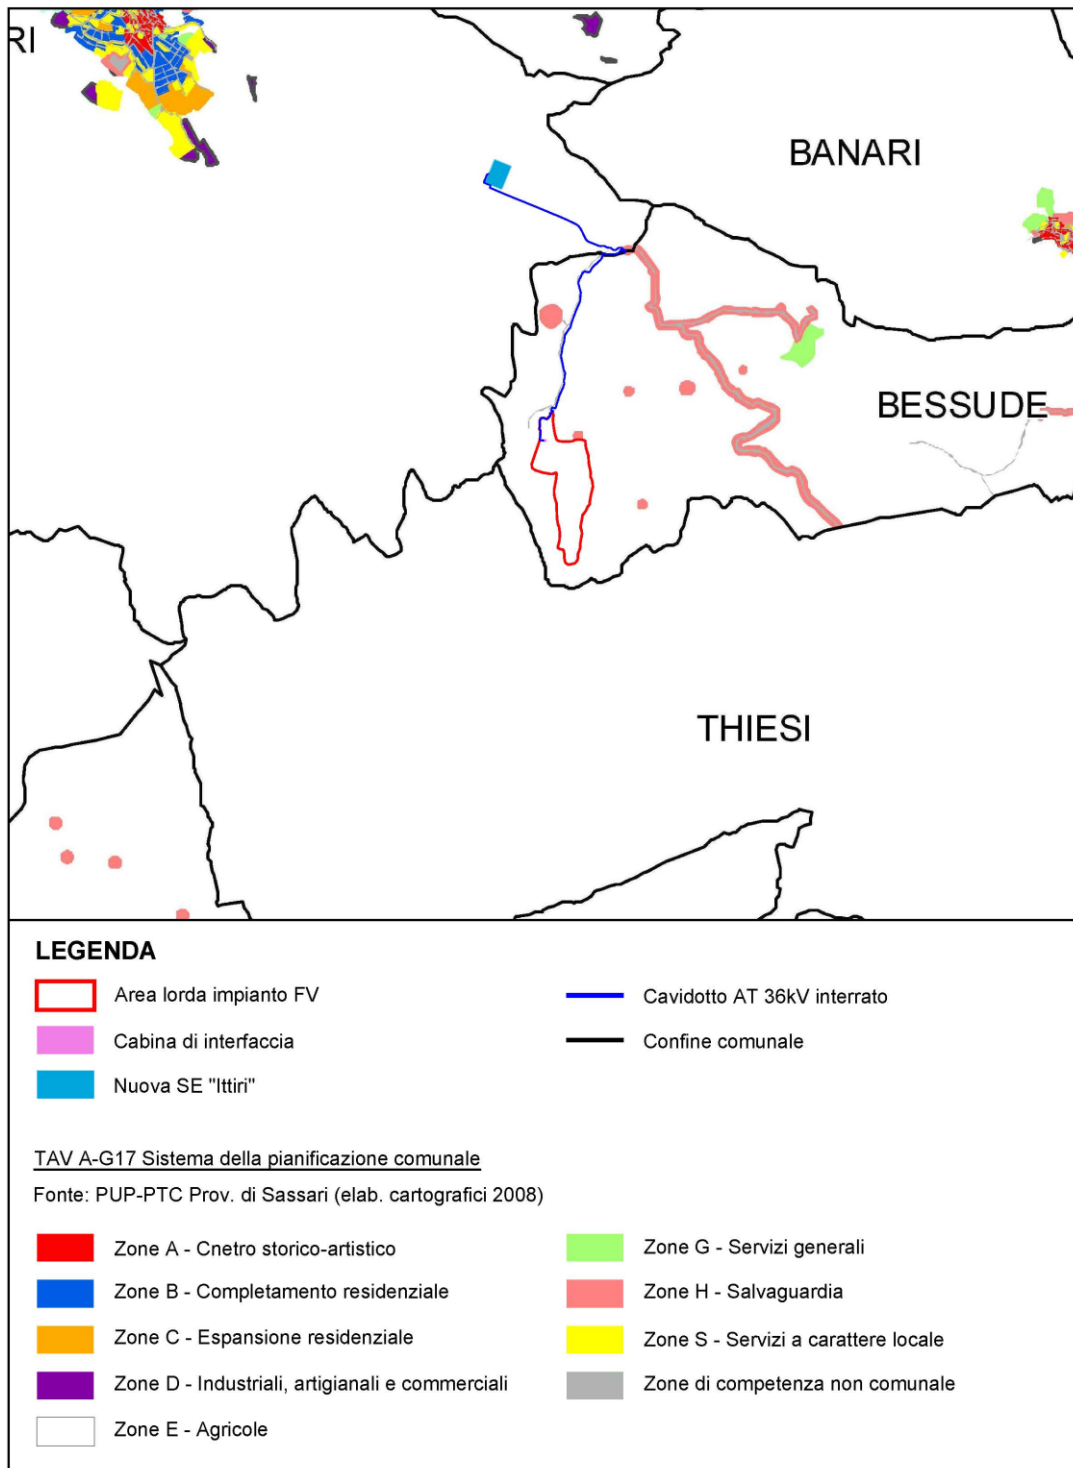 RI
BANARI
BESSUDE
THIESI
LEGENDA
Area lorda impianto FV
Cavidotto AT 36kV interrato
Cabina di interfaccia
Confine comunale
Nuova SE "Ittiri"
TAV A-G17 Sistema della pianificazione comunale
Fonte: PUP-PTC Prov. di Sassari (elab. cartografici 2008)
Zone A - Cnetro storico-artistico
Zone G - Servizi generali
Zone B - Completamento residenziale
Zone H - Salvaguardia
Zone C - Espansione residenziale
Zone S - Servizi a carattere locale
Zone D - Industriali, artigianali e commerciali
Zone di competenza non comunale
Zone E - Agricole